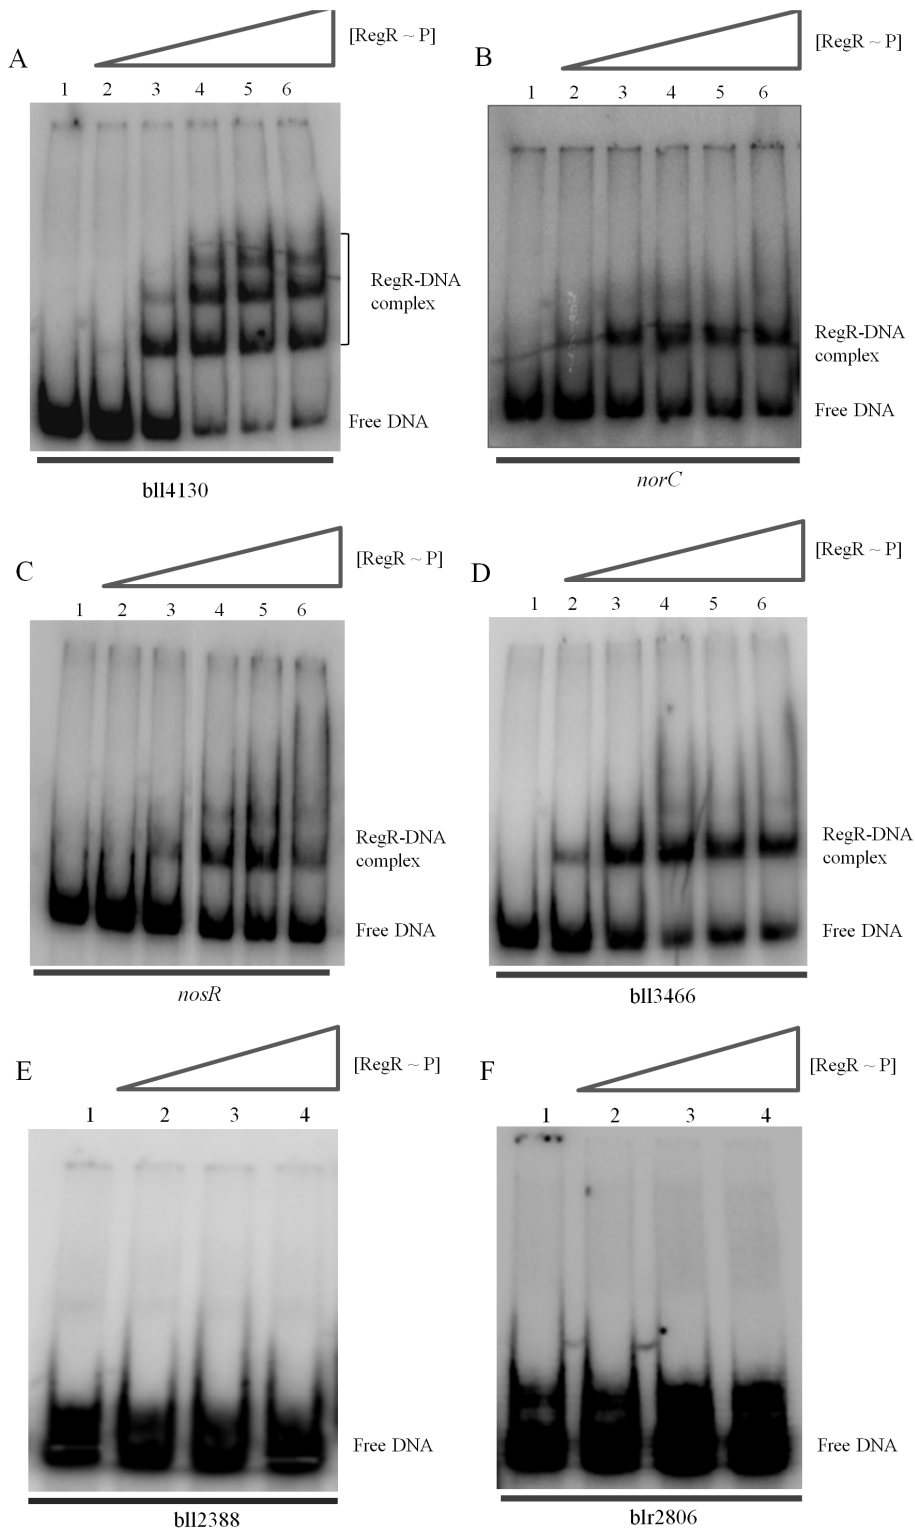 A
[RegR ~ P]
1 2 3 4 5 6
RegR-DNA
complex
Free DNA
bll4130
B
[RegR ~ P]
1 2 3 4 5 6
RegR-DNA
complex
Free DNA
norC
C
[RegR ~ P]
1 2 3 4 5 6
RegR-DNA
complex
Free DNA
nosR
D
[RegR ~ P]
1 2 3 4 5 6
RegR-DNA
complex
Free DNA
bll3466
E
[RegR ~ P]
1 2 3 4
Free DNA
bll2388
F
[RegR ~ P]
1 2 3 4
Free DNA
blr2806